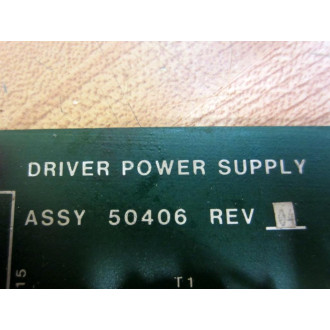 DRIVER POWER SUPPLY
ASSY 50406 REV
15
T1